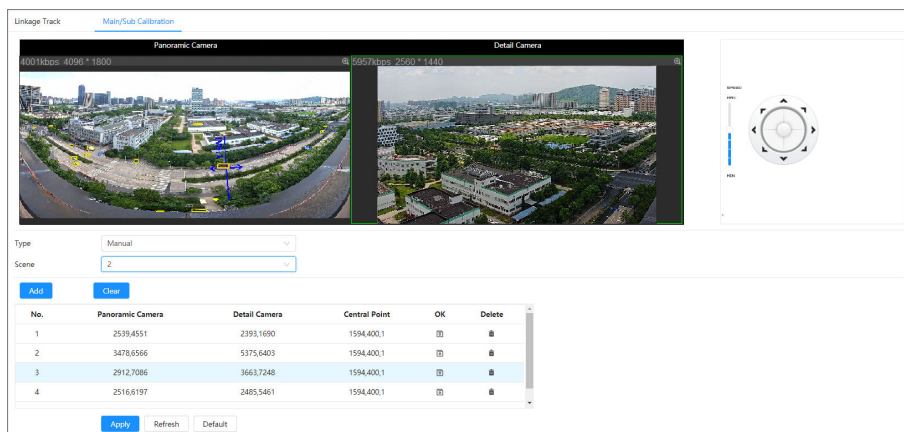 Linkage Track Main/Sub Calibration
Panoramic Camera Detail Camera
4001kbps 4096 * 1800 5957kbps 2560 * 1440
SPEED
MAX
MIN
Type Manual
Scene 2
Add Clear
No. Panoramic Camera Detail Camera Central Point OK Delete
1 2539,4551 2393,1690 1594,400,1
2 3478,6566 5375,6403 1594,400,1
3 2912,7086 3663,7248 1594,400,1
4 2516,6197 2485,5461 1594,400,1
Apply Refresh Default